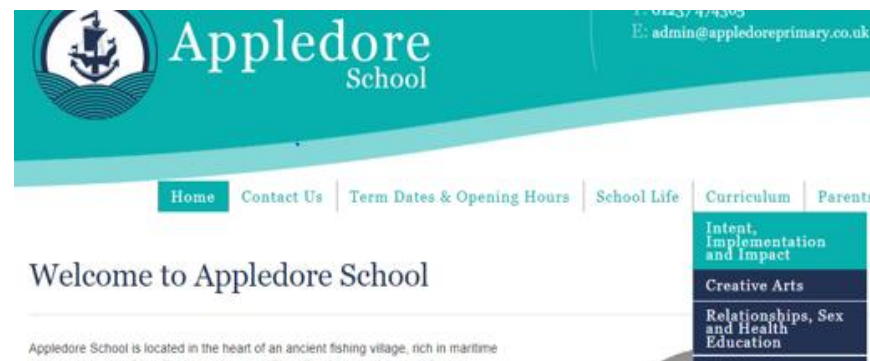 Appledore
School
E: admin@appledoreprimary.co.uk
Home Contact Us Term Dates & Opening Hours School Life Curriculum Parents
Intent,
Implementation
and Impact
Creative Arts
Relationships, Sex
and Health
Education
Welcome to Appledore School
Appledore School is located in the heart of an ancient fishing village, rich in maritime